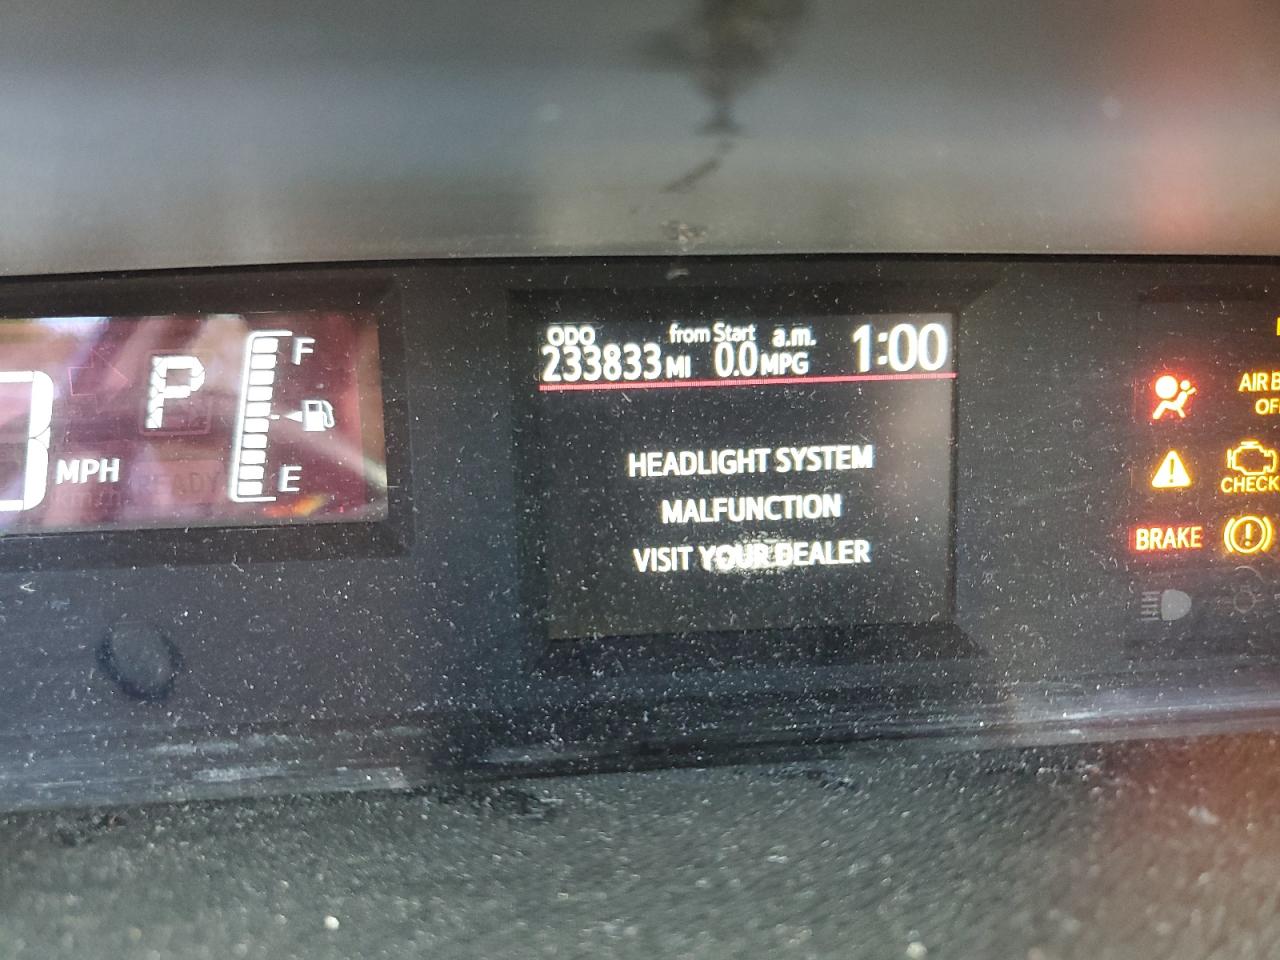 ODO from Start a.m. 1:00
233833 MI 0.0 MPG
F
P
MPH
READY
E
HEADLIGHT SYSTEM
MALFUNCTION
VISIT YOUR DEALER
AIR B
OF
CHECK
BRAKE